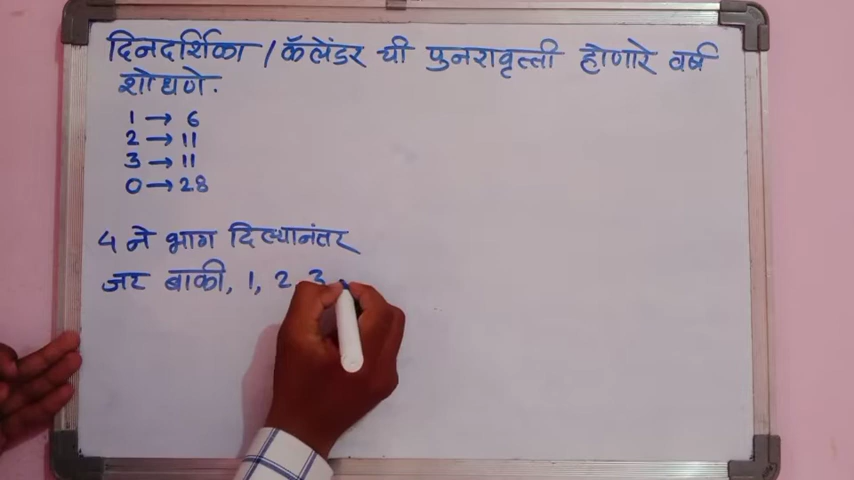 दिनदर्शिका / कॅलेंडर ची पुनरावृत्ती होणारे वर्ष
शोधणे.
1 → 6
2 → 11
3 → 11
0 → 28
4 ने भाग दिल्यानंतर
जर बाकी, 1, 2, 3